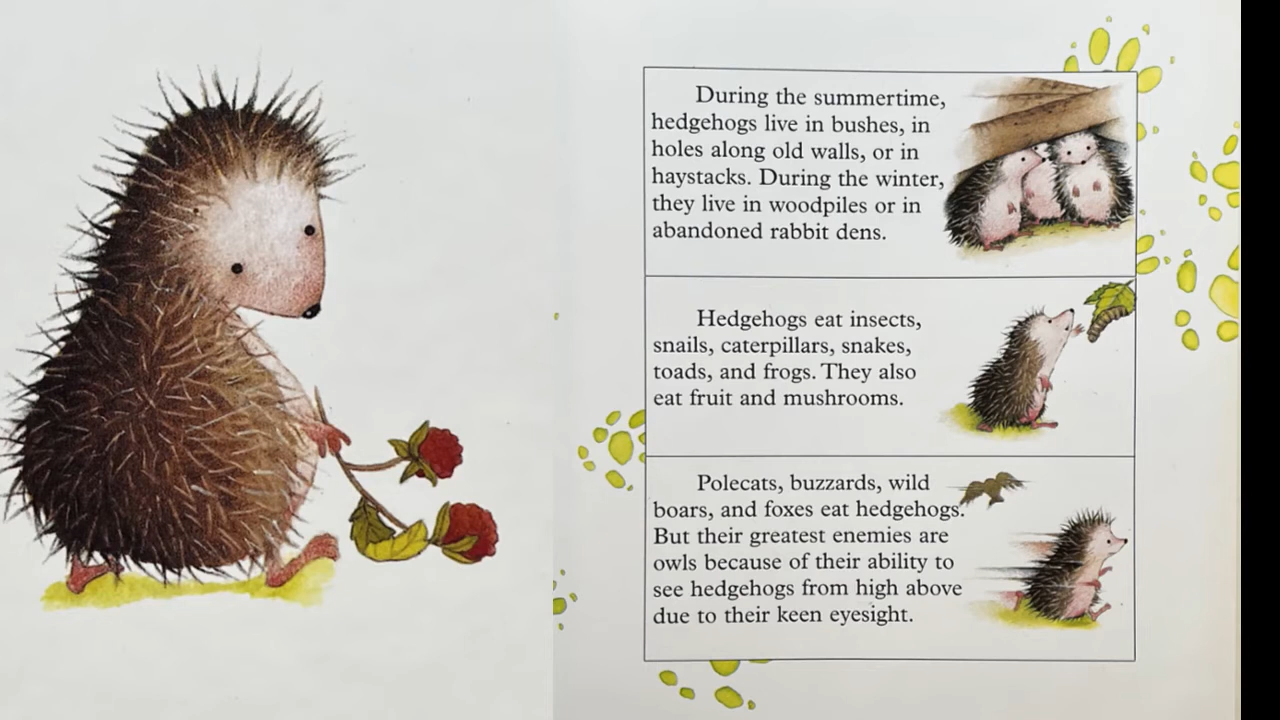 During the summertime,
hedgehogs live in bushes, in
holes along old walls, or in
haystacks. During the winter,
they live in woodpiles or in
abandoned rabbit dens.
Hedgehogs eat insects,
snails, caterpillars, snakes,
toads, and frogs. They also
eat fruit and mushrooms.
Polecats, buzzards, wild
boars, and foxes eat hedgehogs.
But their greatest enemies are
owls because of their ability to
see hedgehogs from high above
due to their keen eyesight.